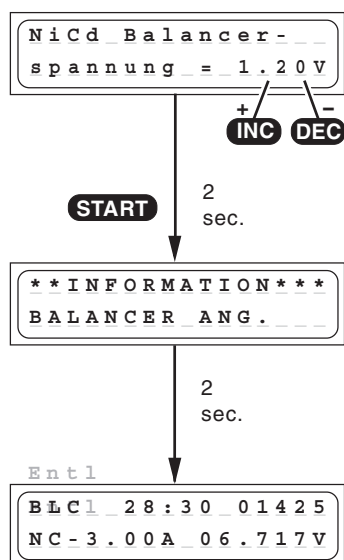 NiCd Balancer-
spannung = 1.20V
+ -
INC DEC
START
2
sec.
**INFORMATION***
BALANCER ANG.
2
sec.
Entl
BLC 28:30 01425
NC-3.00A 06.717V